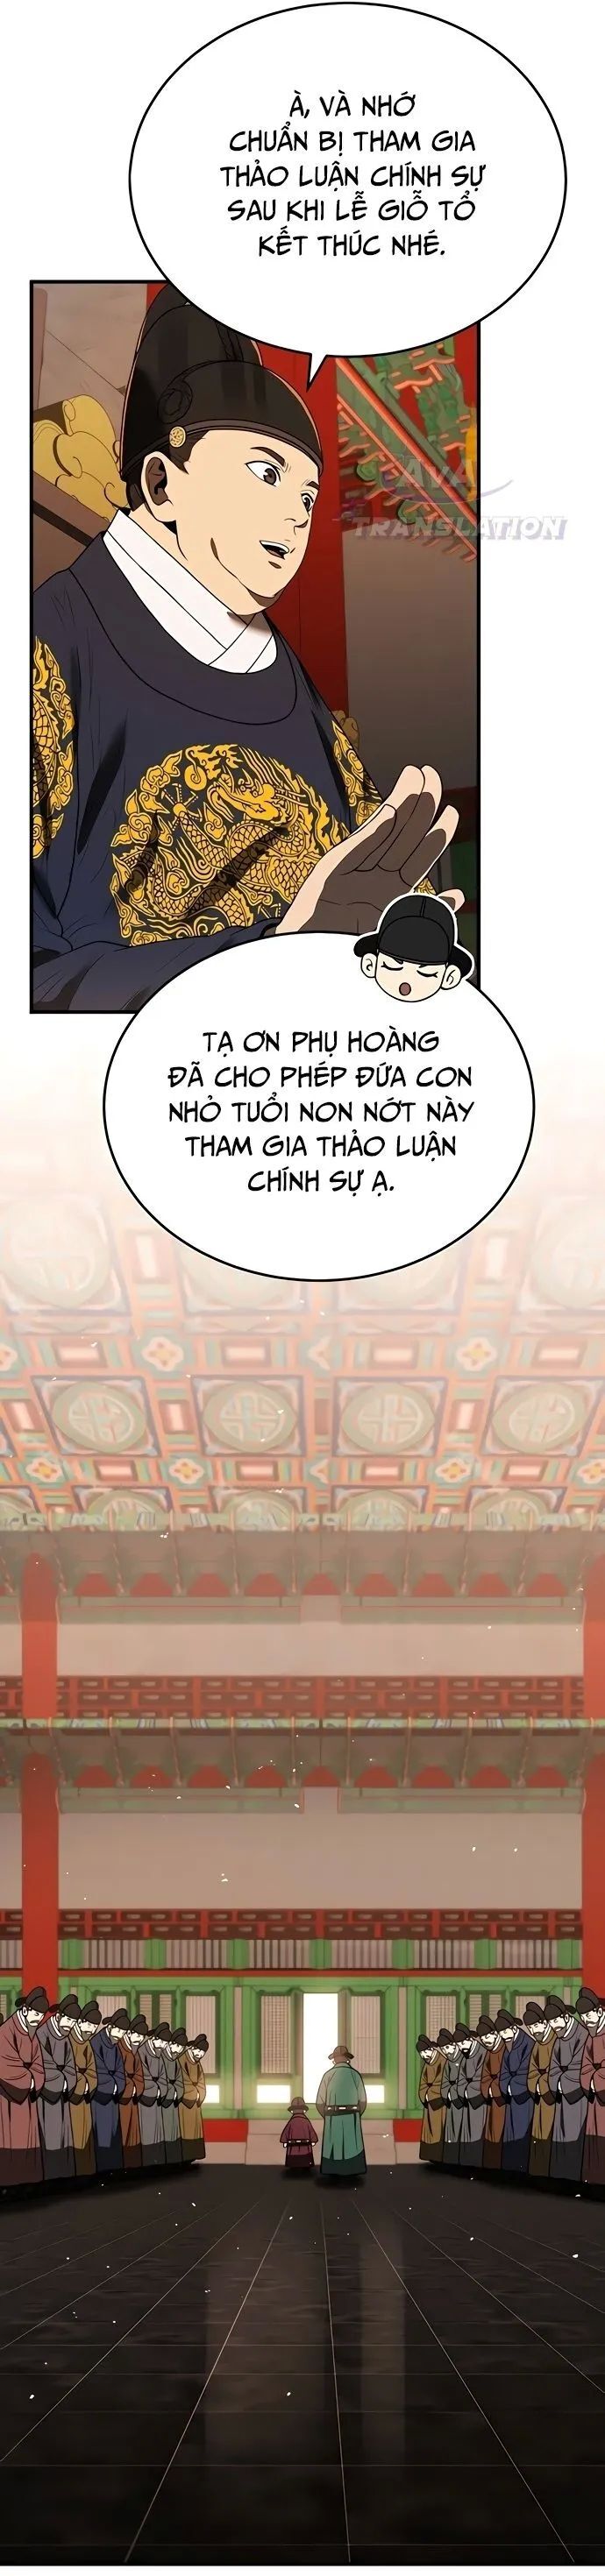 À, VÀ NHỚ
CHUẨN BỊ THAM GIA
THẢO LUẬN CHÍNH SỰ
SAU KHI LỄ GIỖ TỔ
KẾT THÚC NHÉ.
AVA
TRANSLATION
TẠ ƠN PHỤ HOÀNG
ĐÃ CHO PHÉP ĐỨA CON
NHỎ TUỔI NON NỚT NÀY
THAM GIA THẢO LUẬN
CHÍNH SỰ Ạ.